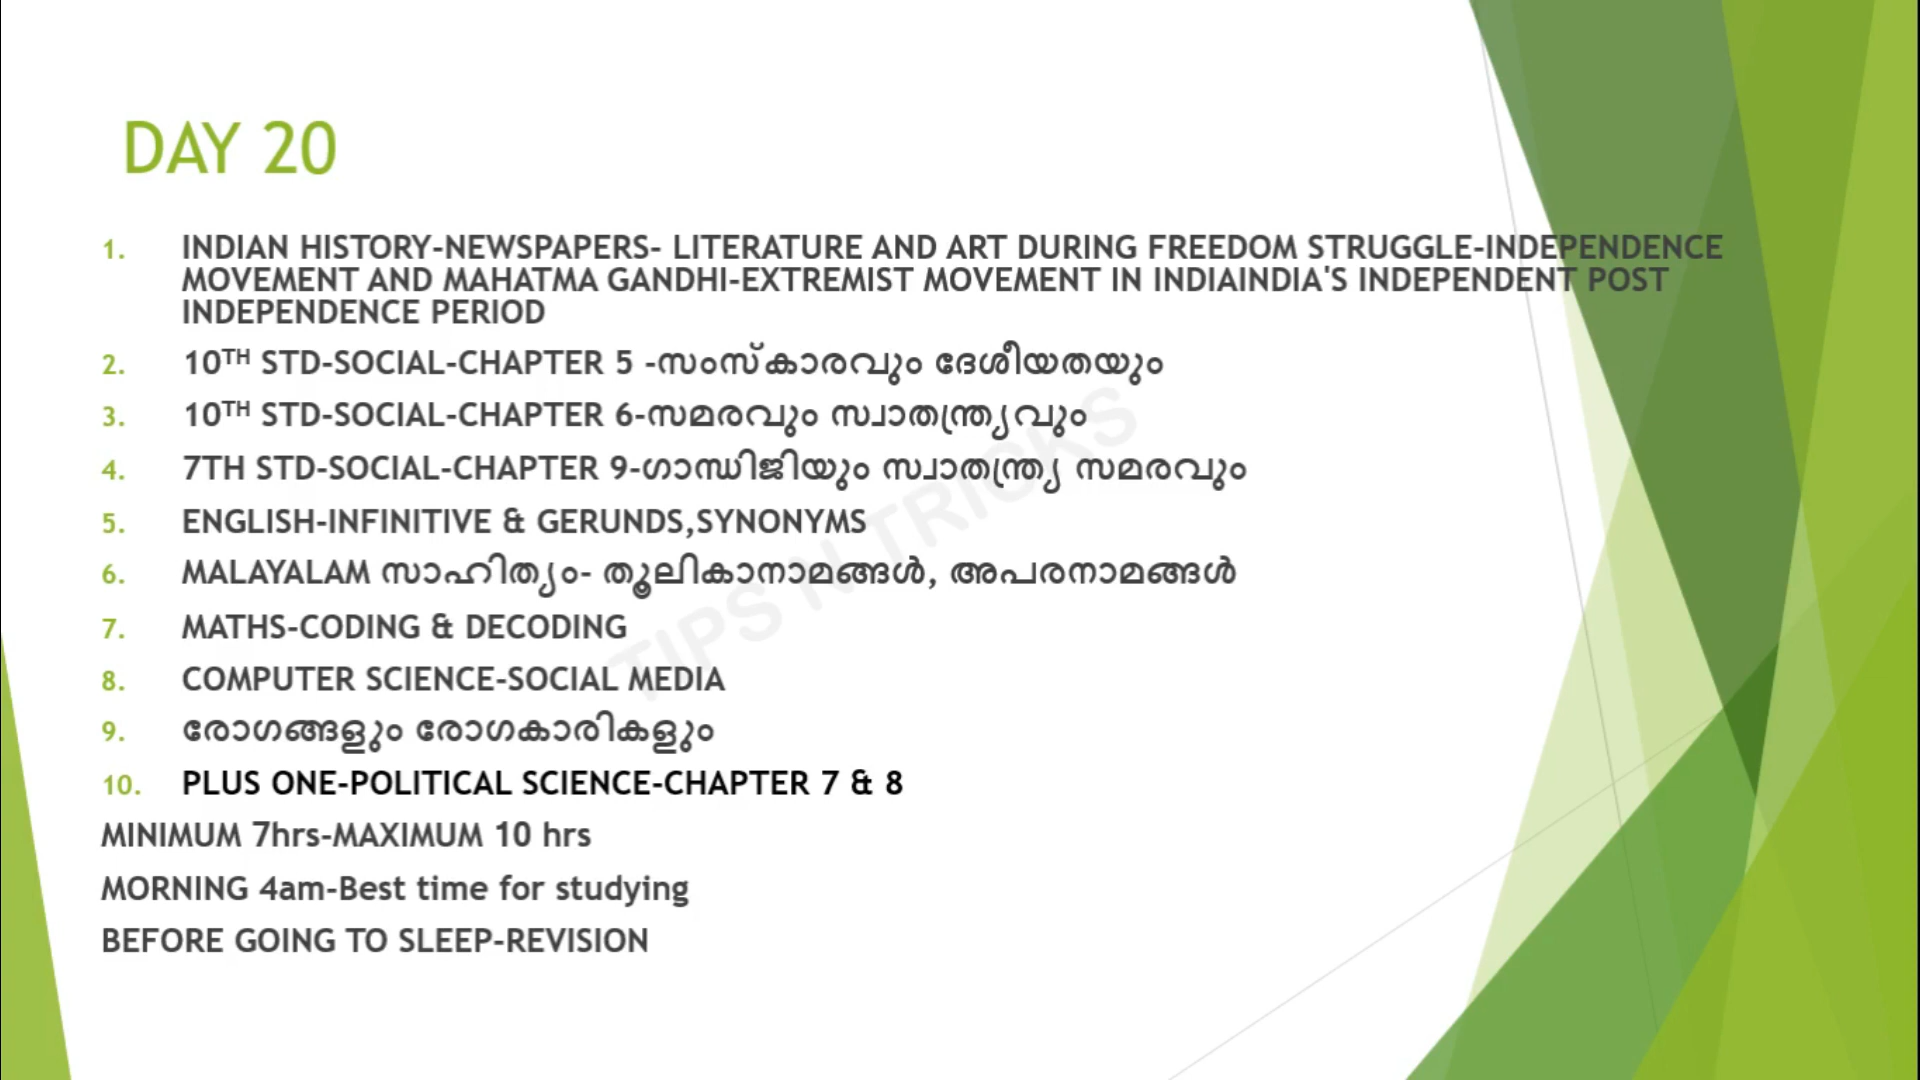 DAY 20
1. INDIAN HISTORY-NEWSPAPERS- LITERATURE AND ART DURING FREEDOM STRUGGLE-INDEPENDENCE
MOVEMENT AND MAHATMA GANDHI-EXTREMIST MOVEMENT IN INDIAINDIA'S INDEPENDENT POST
INDEPENDENCE PERIOD
2. 10TH STD-SOCIAL-CHAPTER 5 -സംസ്കാരവും ദേശീയതയും
3. 10TH STD-SOCIAL-CHAPTER 6-സമരവും സ്വാതന്ത്ര്യവും
4. 7TH STD-SOCIAL-CHAPTER 9-ഗാന്ധിജിയും സ്വാതന്ത്ര്യ സമരവും
5. ENGLISH-INFINITIVE & GERUNDS,SYNONYMS
6. MALAYALAM സാഹിത്യം- തൂലികാനാമങ്ങൾ, അപരനാമങ്ങൾ
7. MATHS-CODING & DECODING
8. COMPUTER SCIENCE-SOCIAL MEDIA
9. രോഗങ്ങളും രോഗകാരികളും
10. PLUS ONE-POLITICAL SCIENCE-CHAPTER 7 & 8
MINIMUM 7hrs-MAXIMUM 10 hrs
MORNING 4am-Best time for studying
BEFORE GOING TO SLEEP-REVISION
TIPS N TRICKS